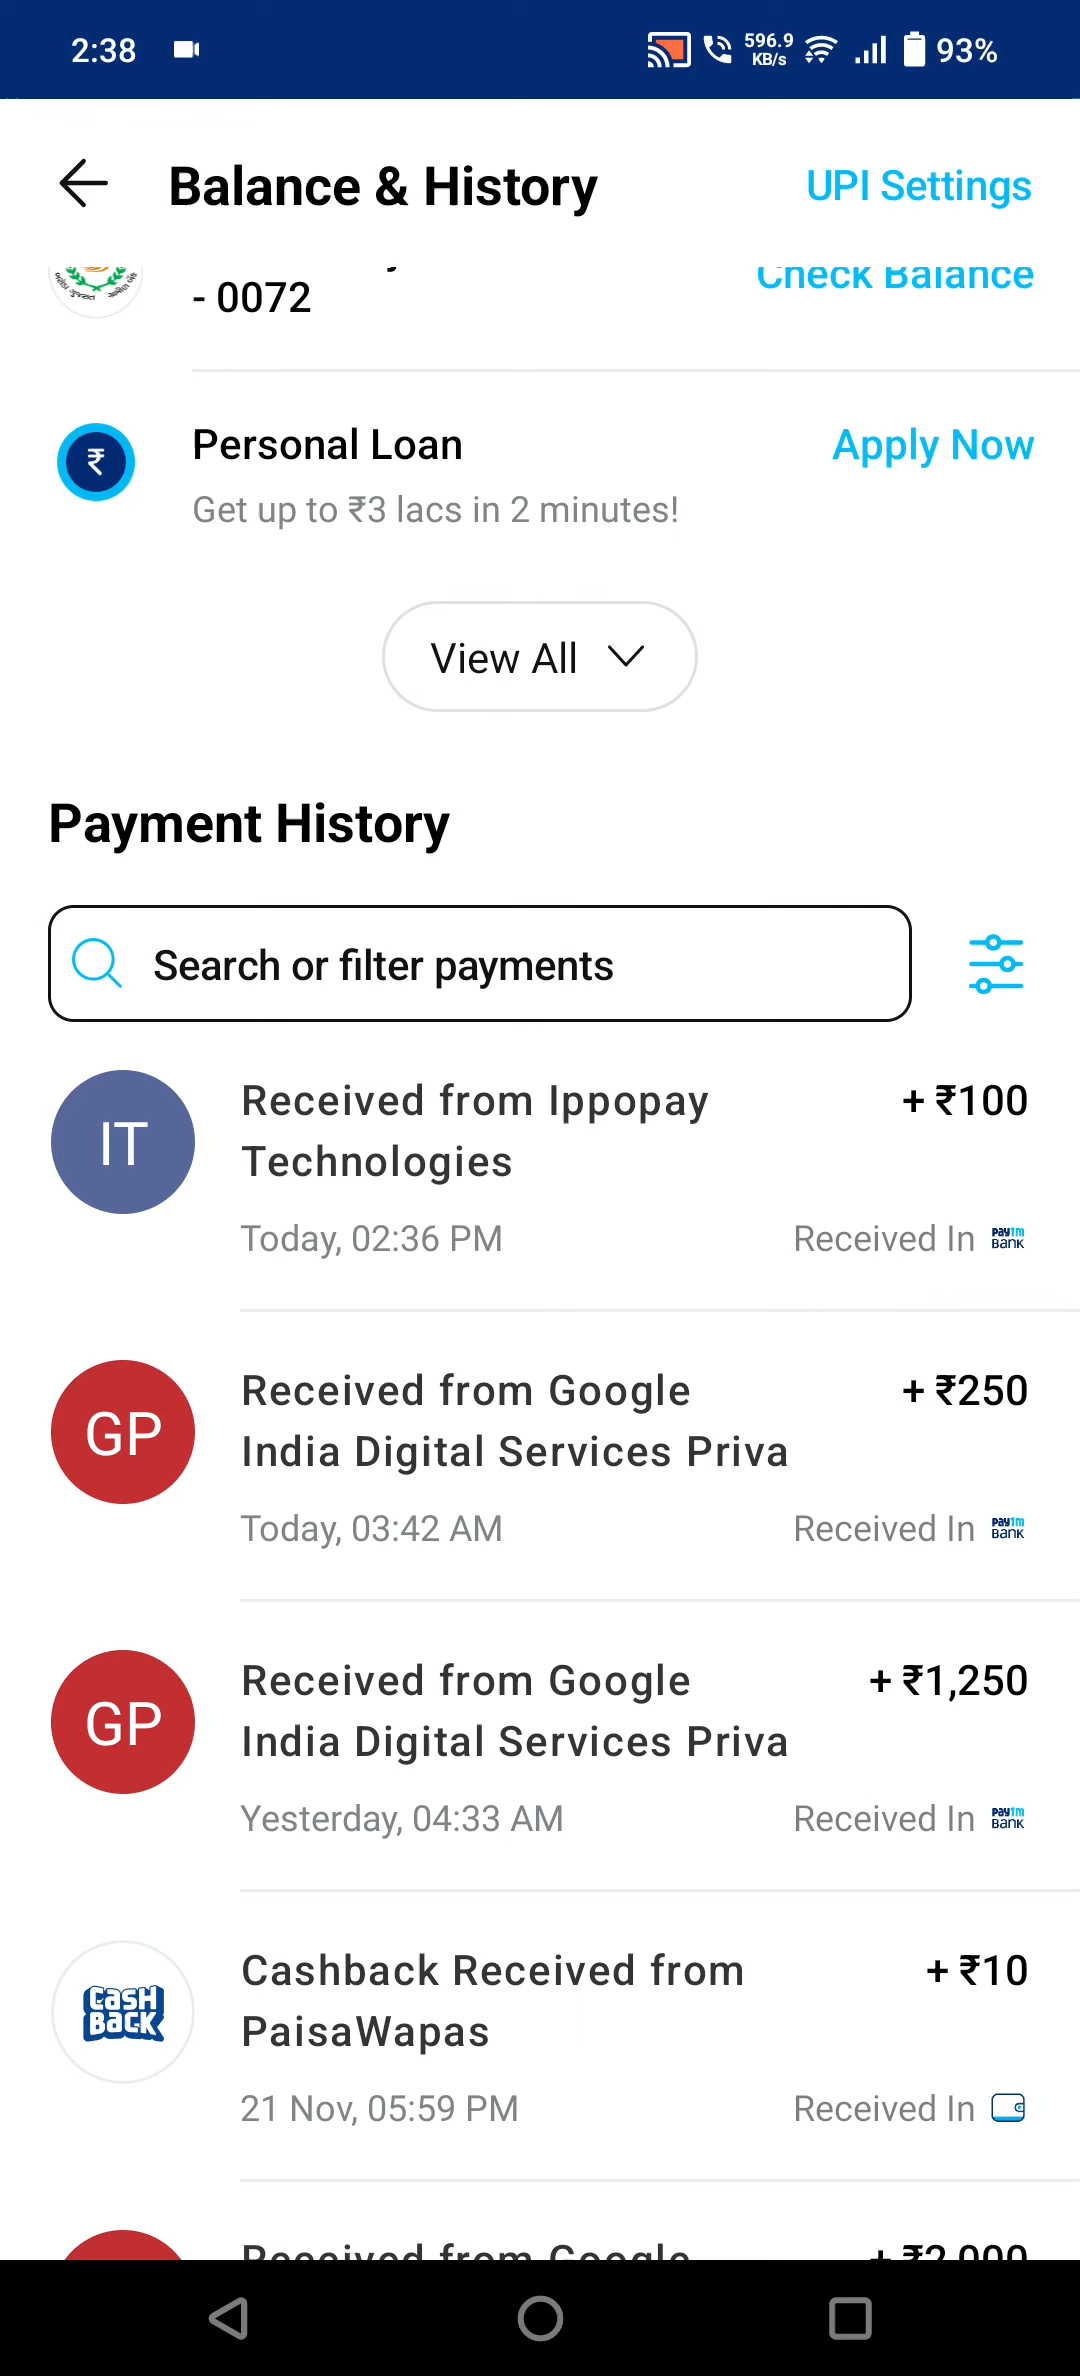 2:38
596.9
KB/s
93%
Balance & History
UPI Settings
- 0072
Check Balance
Personal Loan
Apply Now
Get up to ₹3 lacs in 2 minutes!
View All
Payment History
Search or filter payments
IT
Received from Ippopay
+ ₹100
Technologies
Today, 02:36 PM
Received In
Paytm
BANK
GP
Received from Google
+ ₹250
India Digital Services Priva
Today, 03:42 AM
Received In
Paytm
BANK
GP
Received from Google
+ ₹1,250
India Digital Services Priva
Yesterday, 04:33 AM
Received In
Paytm
BANK
CASH
BACK
Cashback Received from
+ ₹10
PaisaWapas
21 Nov, 05:59 PM
Received In
Received from Google
+ ₹2,000